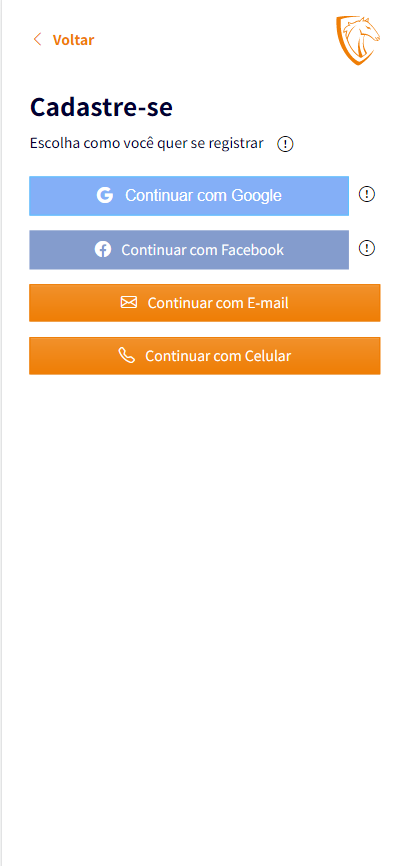 Voltar
Cadastre-se
Escolha como você quer se registrar
Continuar com Google
Continuar com Facebook
Continuar com E-mail
Continuar com Celular